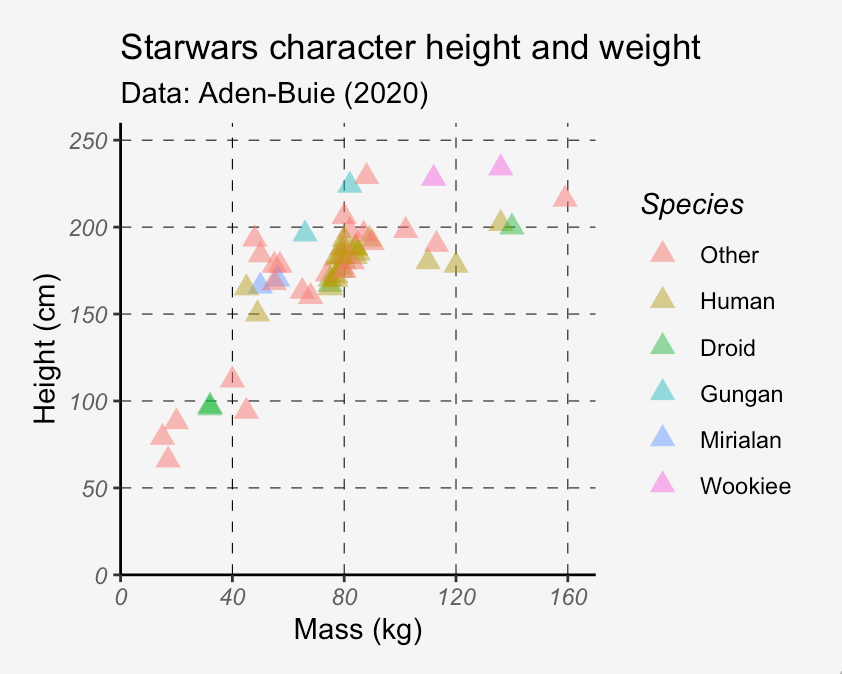 Starwars character height and weight
Data: Aden-Buie (2020)
250
200
150
100
50
0
Height (cm)
0 40 80 120 160
Mass (kg)
Species
Other
Human
Droid
Gungan
Mirialan
Wookiee